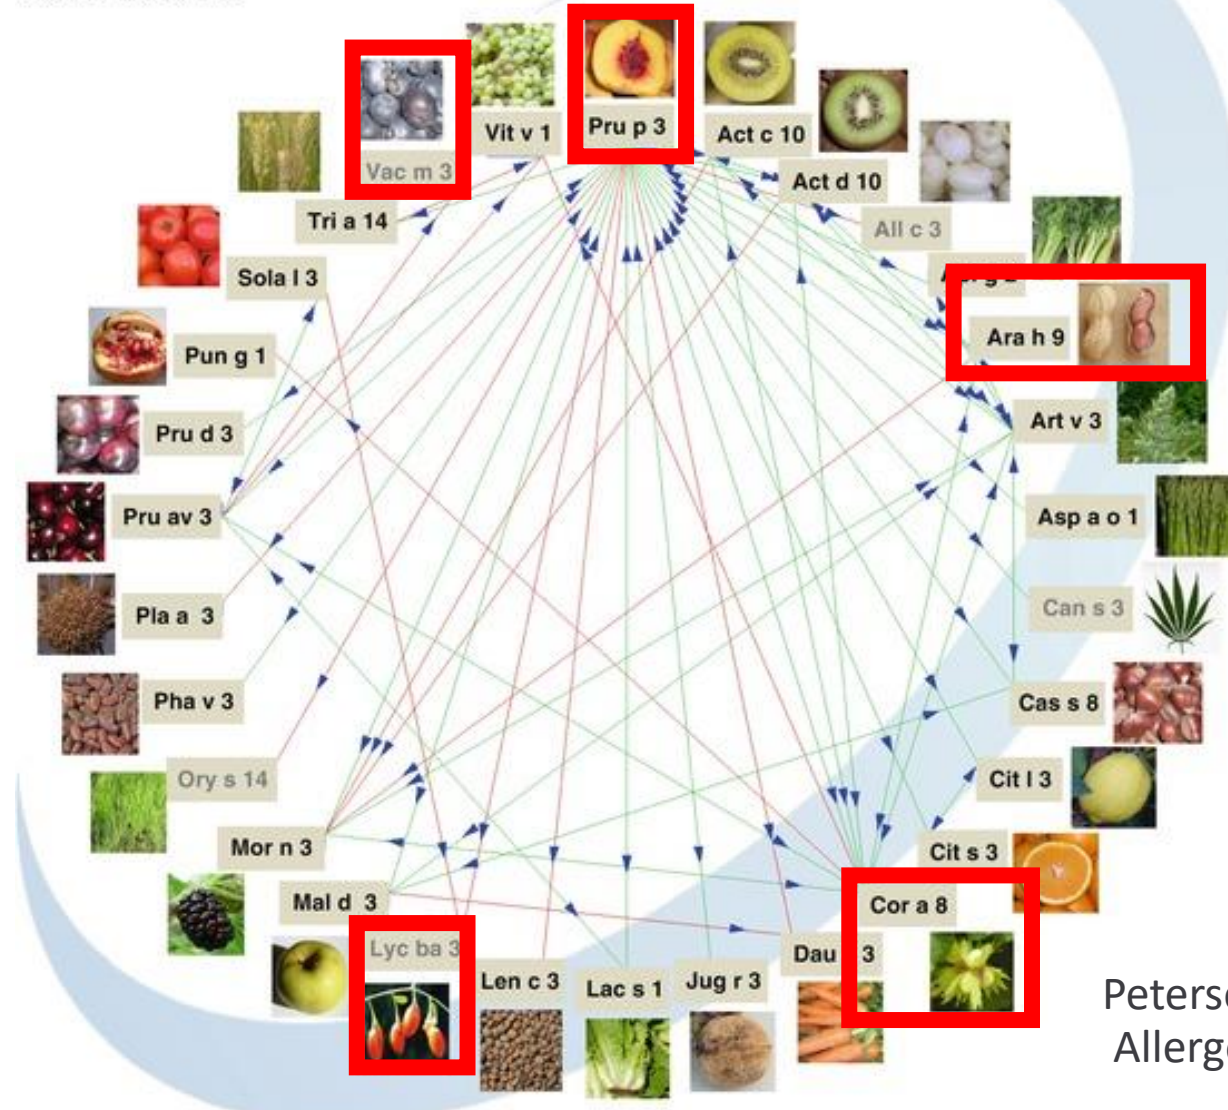 Pru p 3
Act c 10
Act d 10
All c 3
Ara h 9
Art v 3
Asp a o 1
Can s 3
Cas s 8
Cit l 3
Cit s 3
Cor a 8
Dau 3
Jug r 3
Lac s 1
Len c 3
Lyc ba 3
Mal d 3
Mor n 3
Ory s 14
Pha v 3
Pla a 3
Pru av 3
Pru d 3
Pun g 1
Sola l 3
Tri a 14
Vac m 3
Vit v 1